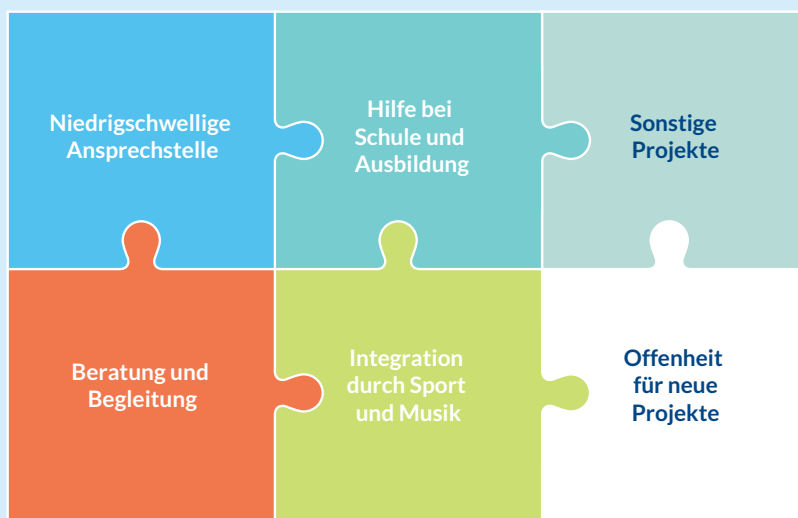 Niedrigschwellige
Ansprechstelle
Hilfe bei
Schule und
Ausbildung
Sonstige
Projekte
Beratung und
Begleitung
Integration
durch Sport
und Musik
Offenheit
für neue
Projekte